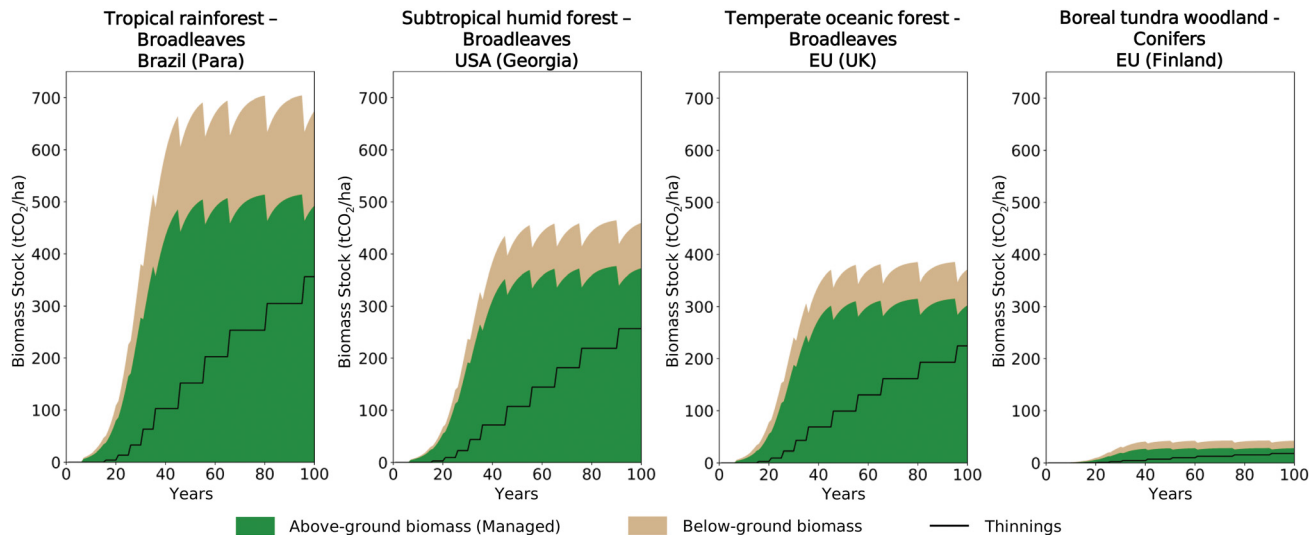 Tropical rainforest –
Broadleaves
Brazil (Para)
Subtropical humid forest –
Broadleaves
USA (Georgia)
Temperate oceanic forest -
Broadleaves
EU (UK)
Boreal tundra woodland -
Conifers
EU (Finland)
Biomass Stock (tCO₂/ha)
700
600
500
400
300
200
100
0
0 20 40 60 80 100
Years
Biomass Stock (tCO₂/ha)
700
600
500
400
300
200
100
0
0 20 40 60 80 100
Years
Biomass Stock (tCO₂/ha)
700
600
500
400
300
200
100
0
0 20 40 60 80 100
Years
Biomass Stock (tCO₂/ha)
700
600
500
400
300
200
100
0
0 20 40 60 80 100
Years
Above-ground biomass (Managed)
Below-ground biomass
Thinnings